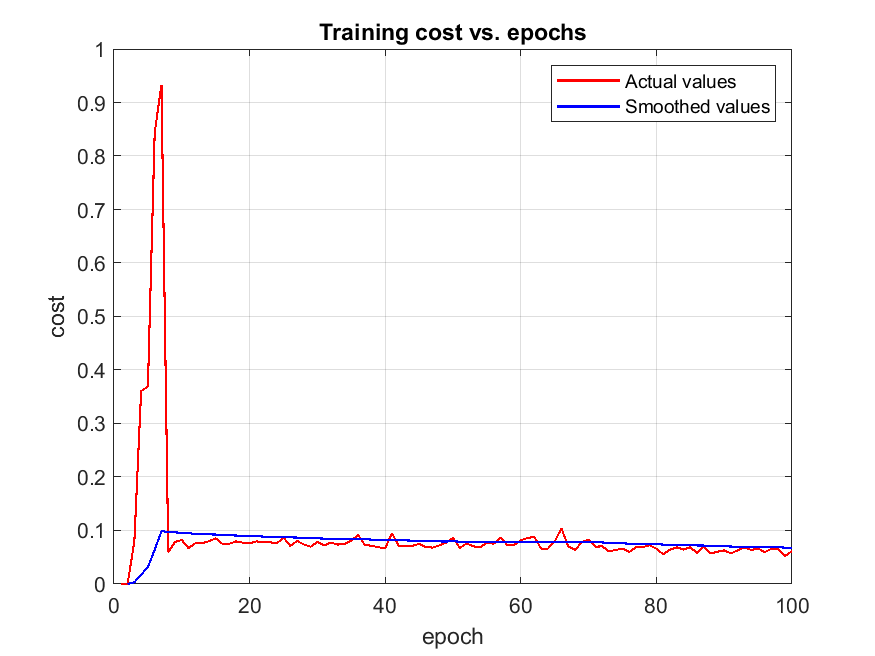 Training cost vs. epochs
Actual values
Smoothed values
cost
1
0.9
0.8
0.7
0.6
0.5
0.4
0.3
0.2
0.1
0
0 20 40 60 80 100
epoch